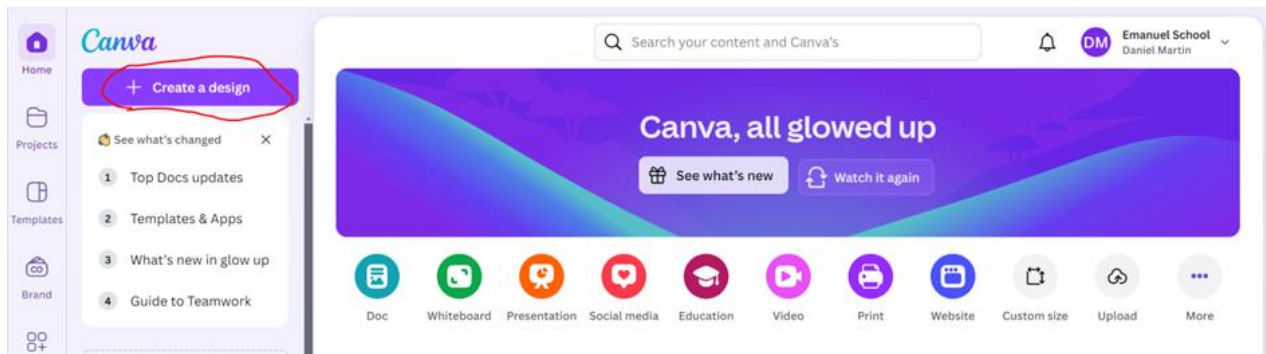 Home
Projects
Templates
Brand
Canva
+ Create a design
See what's changed
1 Top Docs updates
2 Templates & Apps
3 What's new in glow up
4 Guide to Teamwork
Search your content and Canva's
DM
Emanuel School
Daniel Martin
Canva, all glowed up
See what's new
Watch it again
Doc
Whiteboard
Presentation
Social media
Education
Video
Print
Website
Custom size
Upload
More